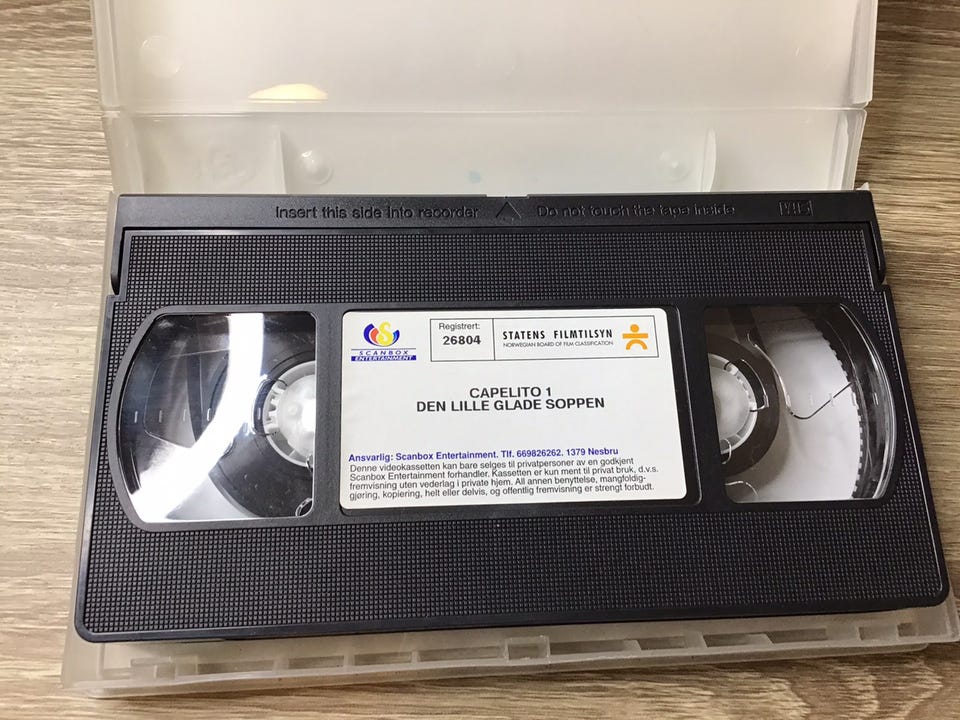 Insert this side into recorder Do not touch the tape inside VHS
SCANBOX
ENTERTAINMENT
Registrert:
26804
STATENS FILMTILSYN
NORWEGIAN BOARD OF FILM CLASSIFICATION
CAPELITO 1
DEN LILLE GLADE SOPPEN
Ansvarlig: Scanbox Entertainment. Tlf. 669826262. 1379 Nesbru
Denne videokassetten kan bare selges til privatpersoner av en godkjent
Scanbox Entertainment forhandler. Kassetten er kun ment til privat bruk, d.v.s.
fremvisning uten vederlag i private hjem. All annen benyttelse, mangfoldig-
gjøring, kopiering, helt eller delvis, og offentlig fremvisning er strengt forbudt.